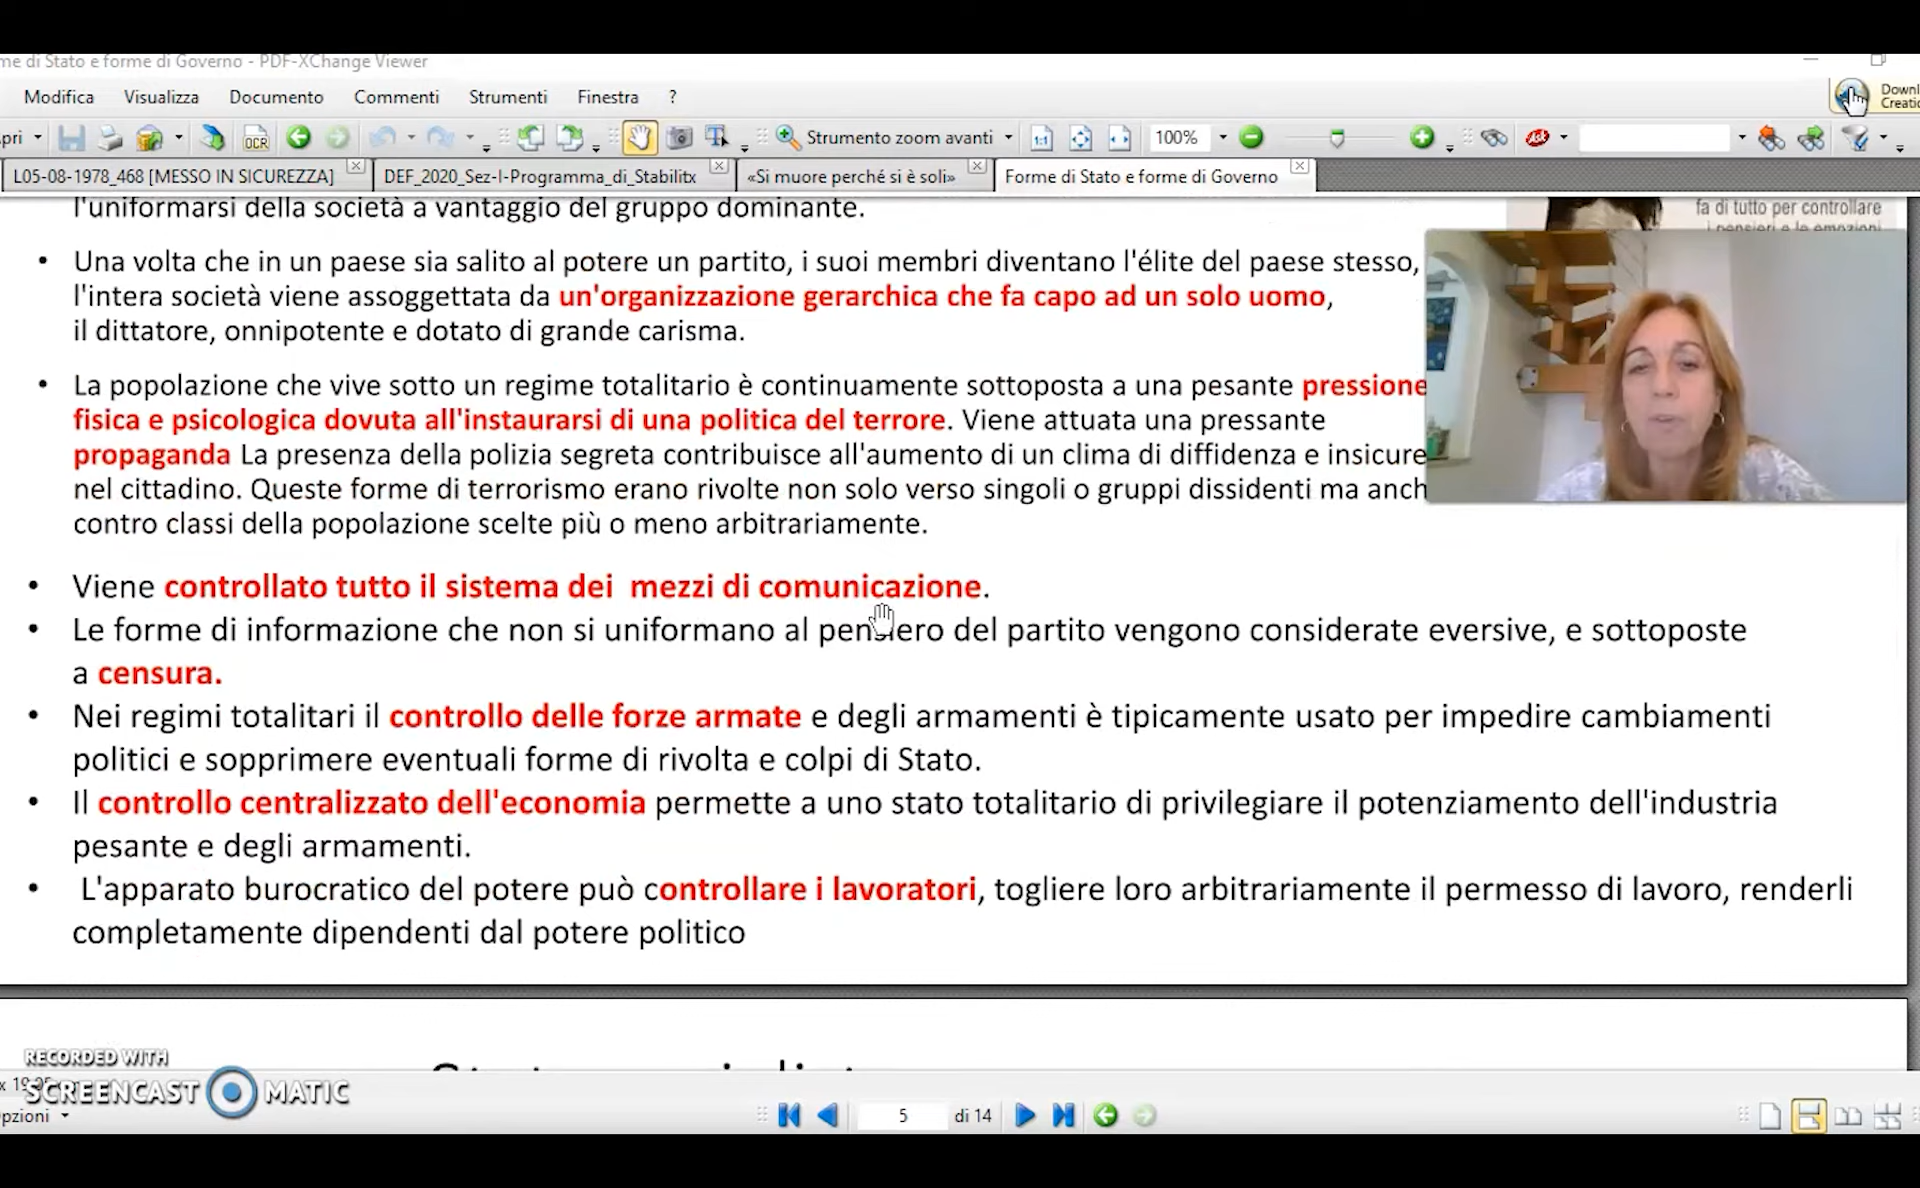 me di Stato e forme di Governo - PDF-XChange Viewer
Modifica Visualizza Documento Commenti Strumenti Finestra ?
Downl
Creatic
pri OCR Strumento zoom avanti 1:1 100% Ask
L05-08-1978_468 [MESSO IN SICUREZZA] DEF_2020_Sez-I-Programma_di_Stabilitx «Si muore perché si è soli» Forme di Stato e forme di Governo
l'uniformarsi della società a vantaggio del gruppo dominante.
fa di tutto per controllare
i pensieri e le emozioni
• Una volta che in un paese sia salito al potere un partito, i suoi membri diventano l'élite del paese stesso,
l'intera società viene assoggettata da un'organizzazione gerarchica che fa capo ad un solo uomo,
il dittatore, onnipotente e dotato di grande carisma.
• La popolazione che vive sotto un regime totalitario è continuamente sottoposta a una pesante pressione
fisica e psicologica dovuta all'instaurarsi di una politica del terrore. Viene attuata una pressante
propaganda La presenza della polizia segreta contribuisce all'aumento di un clima di diffidenza e insicure
nel cittadino. Queste forme di terrorismo erano rivolte non solo verso singoli o gruppi dissidenti ma anch
contro classi della popolazione scelte più o meno arbitrariamente.
• Viene controllato tutto il sistema dei mezzi di comunicazione.
• Le forme di informazione che non si uniformano al pensiero del partito vengono considerate eversive, e sottoposte
a censura.
• Nei regimi totalitari il controllo delle forze armate e degli armamenti è tipicamente usato per impedire cambiamenti
politici e sopprimere eventuali forme di rivolta e colpi di Stato.
• Il controllo centralizzato dell'economia permette a uno stato totalitario di privilegiare il potenziamento dell'industria
pesante e degli armamenti.
• L'apparato burocratico del potere può controllare i lavoratori, togliere loro arbitrariamente il permesso di lavoro, renderli
completamente dipendenti dal potere politico
RECORDED WITH
SCREENCAST MATIC
pzioni 5 di 14